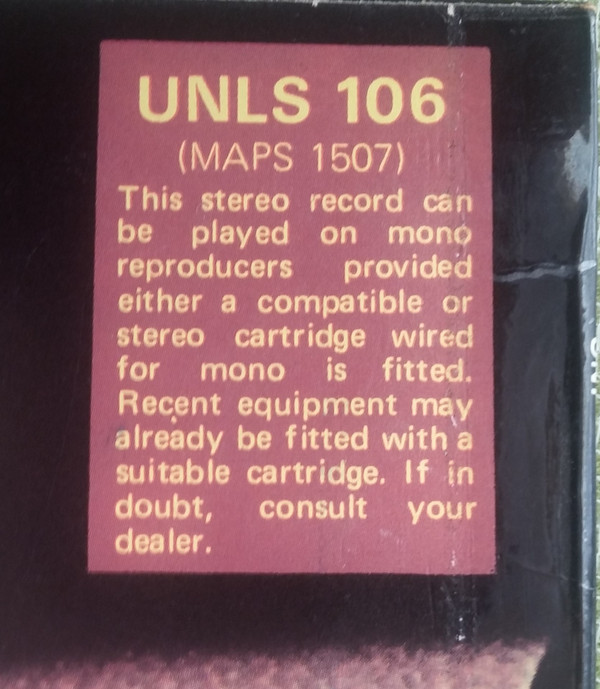 UNLS 106
(MAPS 1507)
This stereo record can
be played on mono
reproducers provided
either a compatible or
stereo cartridge wired
for mono is fitted.
Recent equipment may
already be fitted with a
suitable cartridge. If in
doubt, consult your
dealer.